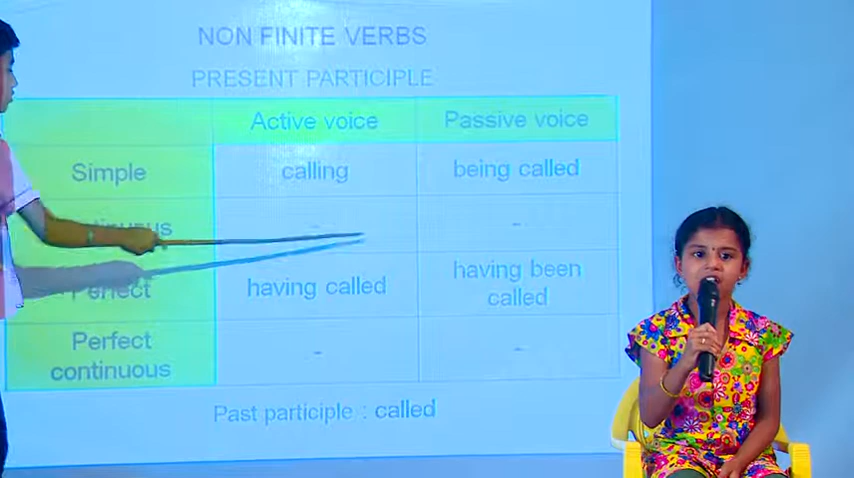 NON FINITE VERBS
PRESENT PARTICIPLE
Active voice Passive voice
Simple calling being called
- -
Perfect having called having been called
Perfect continuous - -
Past participle : called